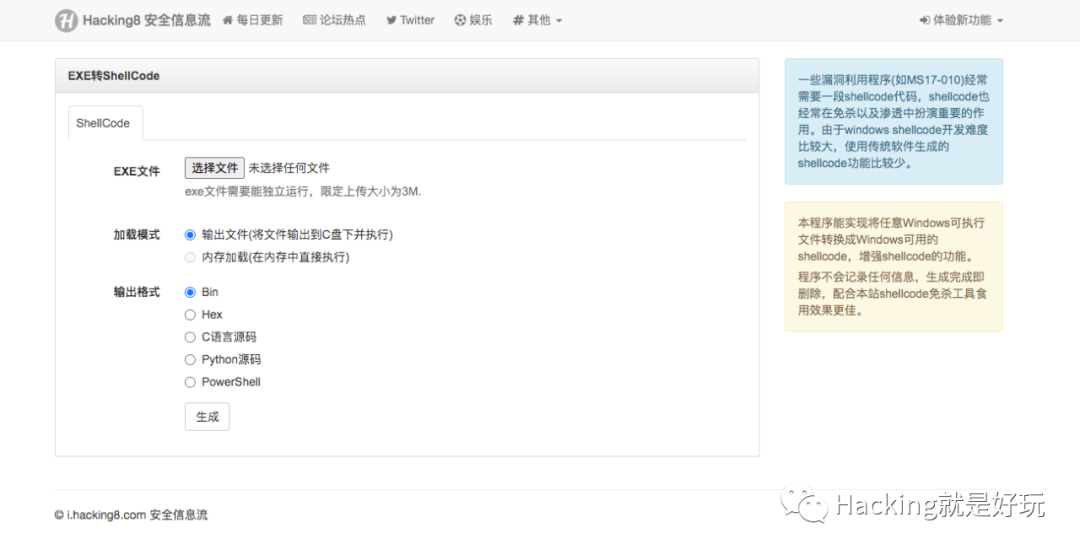 Hacking8 安全信息流 每日更新 论坛热点 Twitter 娱乐 # 其他 体验新功能
EXE转ShellCode
ShellCode
EXE文件 选择文件 未选择任何文件
exe文件需要能独立运行，限定上传大小为3M.
加载模式 输出文件(将文件输出到C盘下并执行)
内存加载(在内存中直接执行)
输出格式 Bin
Hex
C语言源码
Python源码
PowerShell
生成
一些漏洞利用程序(如MS17-010)经常
需要一段shellcode代码，shellcode也
经常在免杀以及渗透中扮演重要的作
用。由于windows shellcode开发难度
比较大，使用传统软件生成的
shellcode功能比较少。
本程序能实现将任意Windows可执行
文件转换成Windows可用的
shellcode，增强shellcode的功能。
程序不会记录任何信息，生成完成即
删除，配合本站shellcode免杀工具食
用效果更佳。
© i.hacking8.com 安全信息流
Hacking就是好玩